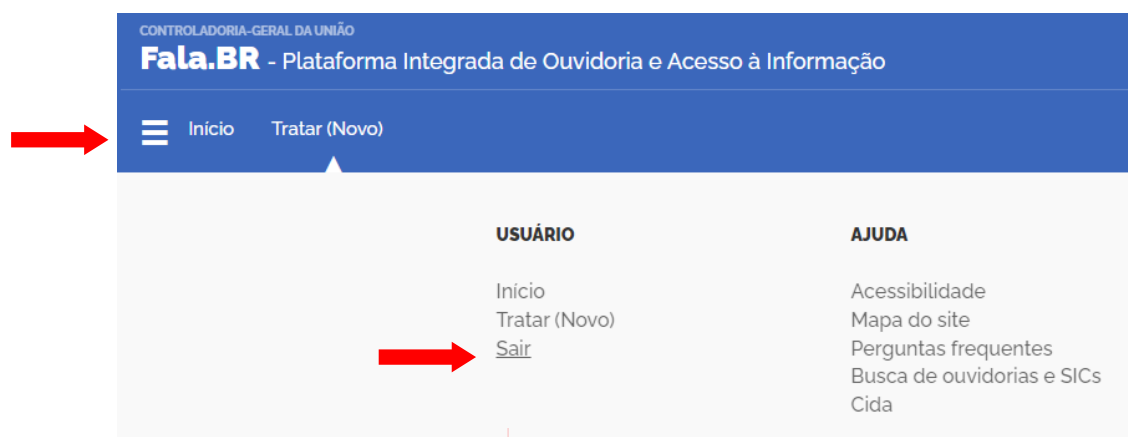 CONTROLADORIA-GERAL DA UNIÃO
Fala.BR - Plataforma Integrada de Ouvidoria e Acesso à Informação
Início Tratar (Novo)
USUÁRIO
Início
Tratar (Novo)
Sair
AJUDA
Acessibilidade
Mapa do site
Perguntas frequentes
Busca de ouvidorias e SICs
Cida